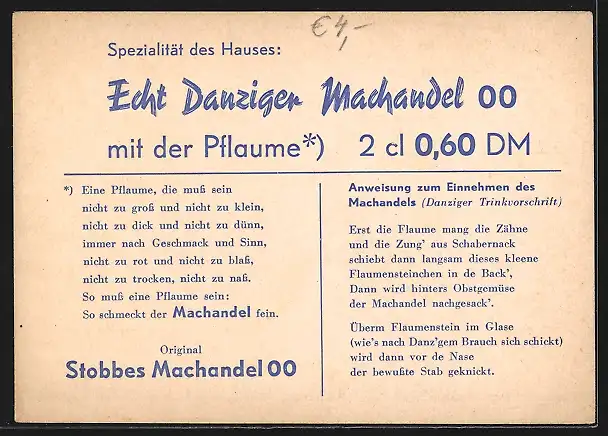 €4,-
Spezialität des Hauses:
Echt Danziger Machandel 00
mit der Pflaume*) 2 cl 0,60 DM
*) Eine Pflaume, die muß sein
nicht zu groß und nicht zu klein,
nicht zu dick und nicht zu dünn,
immer nach Geschmack und Sinn,
nicht zu rot und nicht zu blaß,
nicht zu trocken, nicht zu naß.
So muß eine Pflaume sein:
So schmeckt der Machandel fein.
Original
Stobbes Machandel 00
Anweisung zum Einnehmen des
Machandels (Danziger Trinkvorschrift)
Erst die Flaume mang die Zähne
und die Zung' aus Schabernack
schiebt dann langsam dieses kleene
Flaumensteinchen in de Back',
Dann wird hinters Obstgemüse
der Machandel nachgesack'.
Überm Flaumenstein im Glase
(wie's nach Danz'gem Brauch sich schickt)
wird dann vor de Nase
der bewußte Stab geknickt.